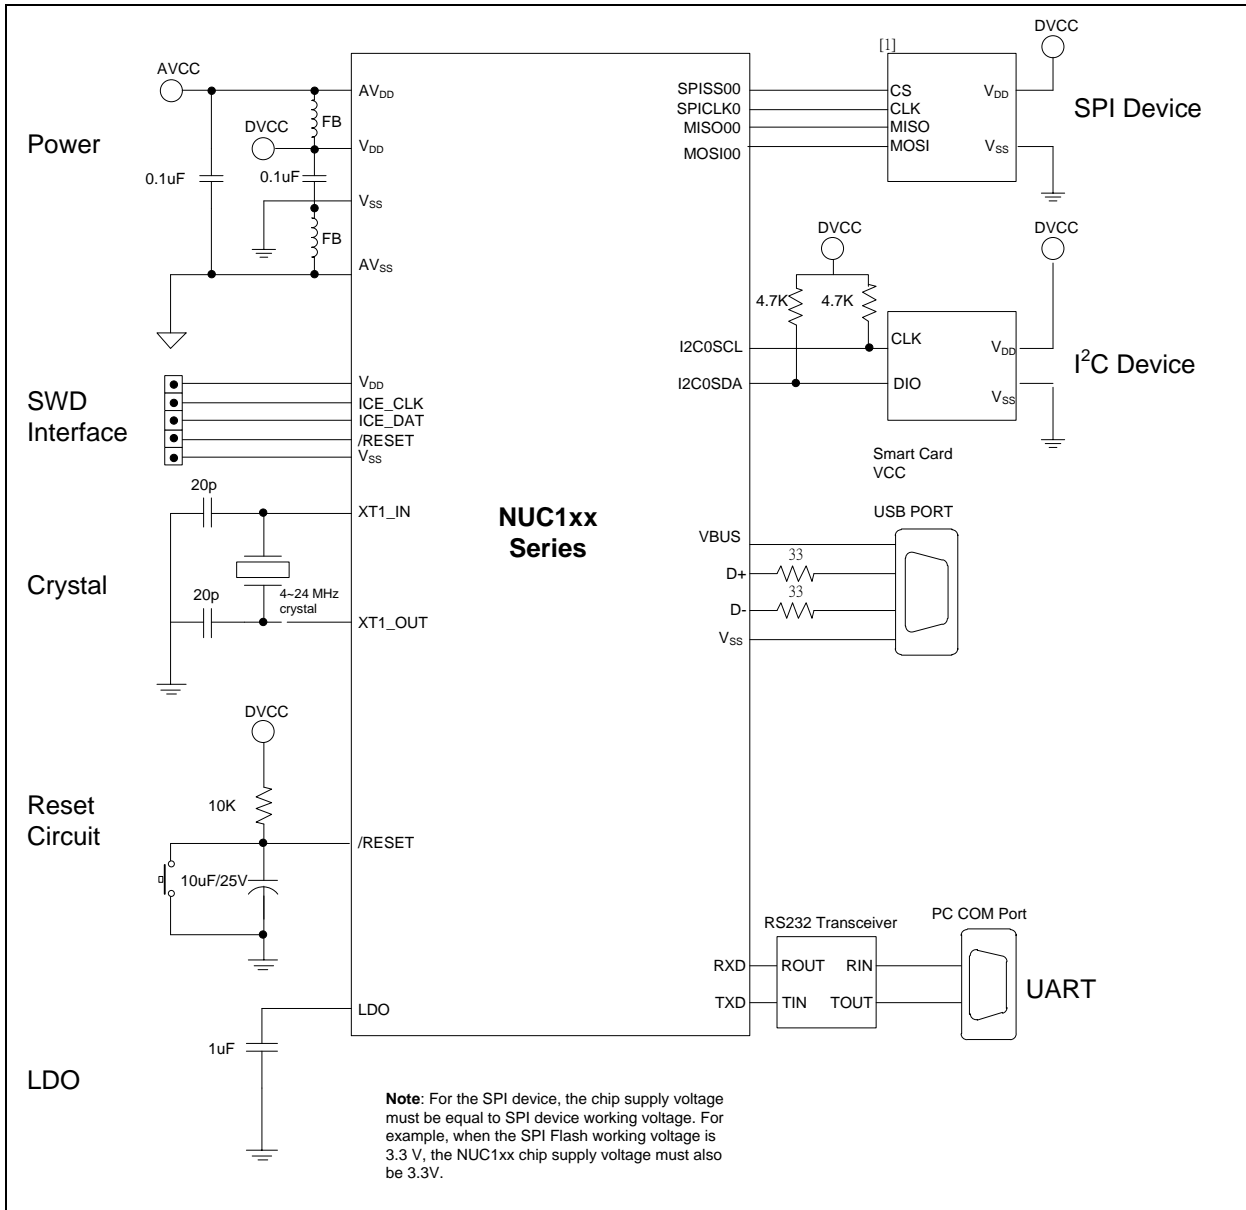 Power
AVCC
DVCC
0.1uF
0.1uF
FB
FB
AVDD
VDD
VSS
AVSS
SWD
Interface
VDD
ICE_CLK
ICE_DAT
/RESET
VSS
Crystal
20p
20p
4~24 MHz
crystal
XT1_IN
XT1_OUT
Reset
Circuit
DVCC
10K
10uF/25V
/RESET
LDO
1uF
LDO
NUC1xx
Series
SPISS00
SPICLK0
MISO00
MOSI00
[1]
CS
CLK
MISO
MOSI
VDD
VSS
DVCC
SPI Device
DVCC
4.7K
4.7K
I2C0SCL
I2C0SDA
CLK
DIO
VDD
VSS
DVCC
I2C Device
Smart Card
VCC
USB PORT
VBUS
D+
D-
VSS
33
33
RS232 Transceiver
PC COM Port
RXD
TXD
ROUT
RIN
TIN
TOUT
UART
Note: For the SPI device, the chip supply voltage
must be equal to SPI device working voltage. For
example, when the SPI Flash working voltage is
3.3 V, the NUC1xx chip supply voltage must also
be 3.3V.